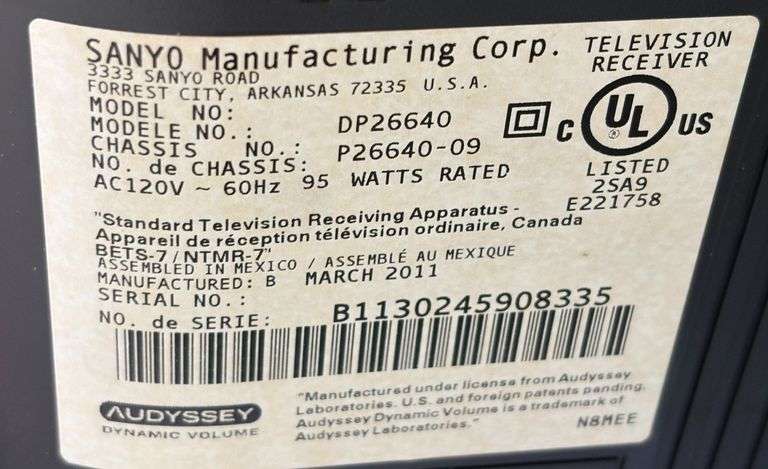 SANYO Manufacturing Corp.
3333 SANYO ROAD
FORREST CITY, ARKANSAS 72335 U.S.A.
TELEVISION
RECEIVER
MODEL NO:
MODELE NO.: DP26640
CHASSIS NO.: P26640-09
NO. de CHASSIS:
AC120V ~ 60Hz 95 WATTS RATED
C UL US
LISTED
2SA9
E221758
"Standard Television Receiving Apparatus -
Appareil de réception télévision ordinaire, Canada
BETS-7/NTMR-7"
ASSEMBLED IN MEXICO / ASSEMBLÉ AU MEXIQUE
MANUFACTURED: B MARCH 2011
SERIAL NO.:
NO. de SERIE: B1130245908335
AUDYSSEY
DYNAMIC VOLUME
"Manufactured under license from Audyssey
Laboratories. U.S. and foreign patents pending.
Audyssey Dynamic Volume is a trademark of
Audyssey Laboratories."
N8MEE